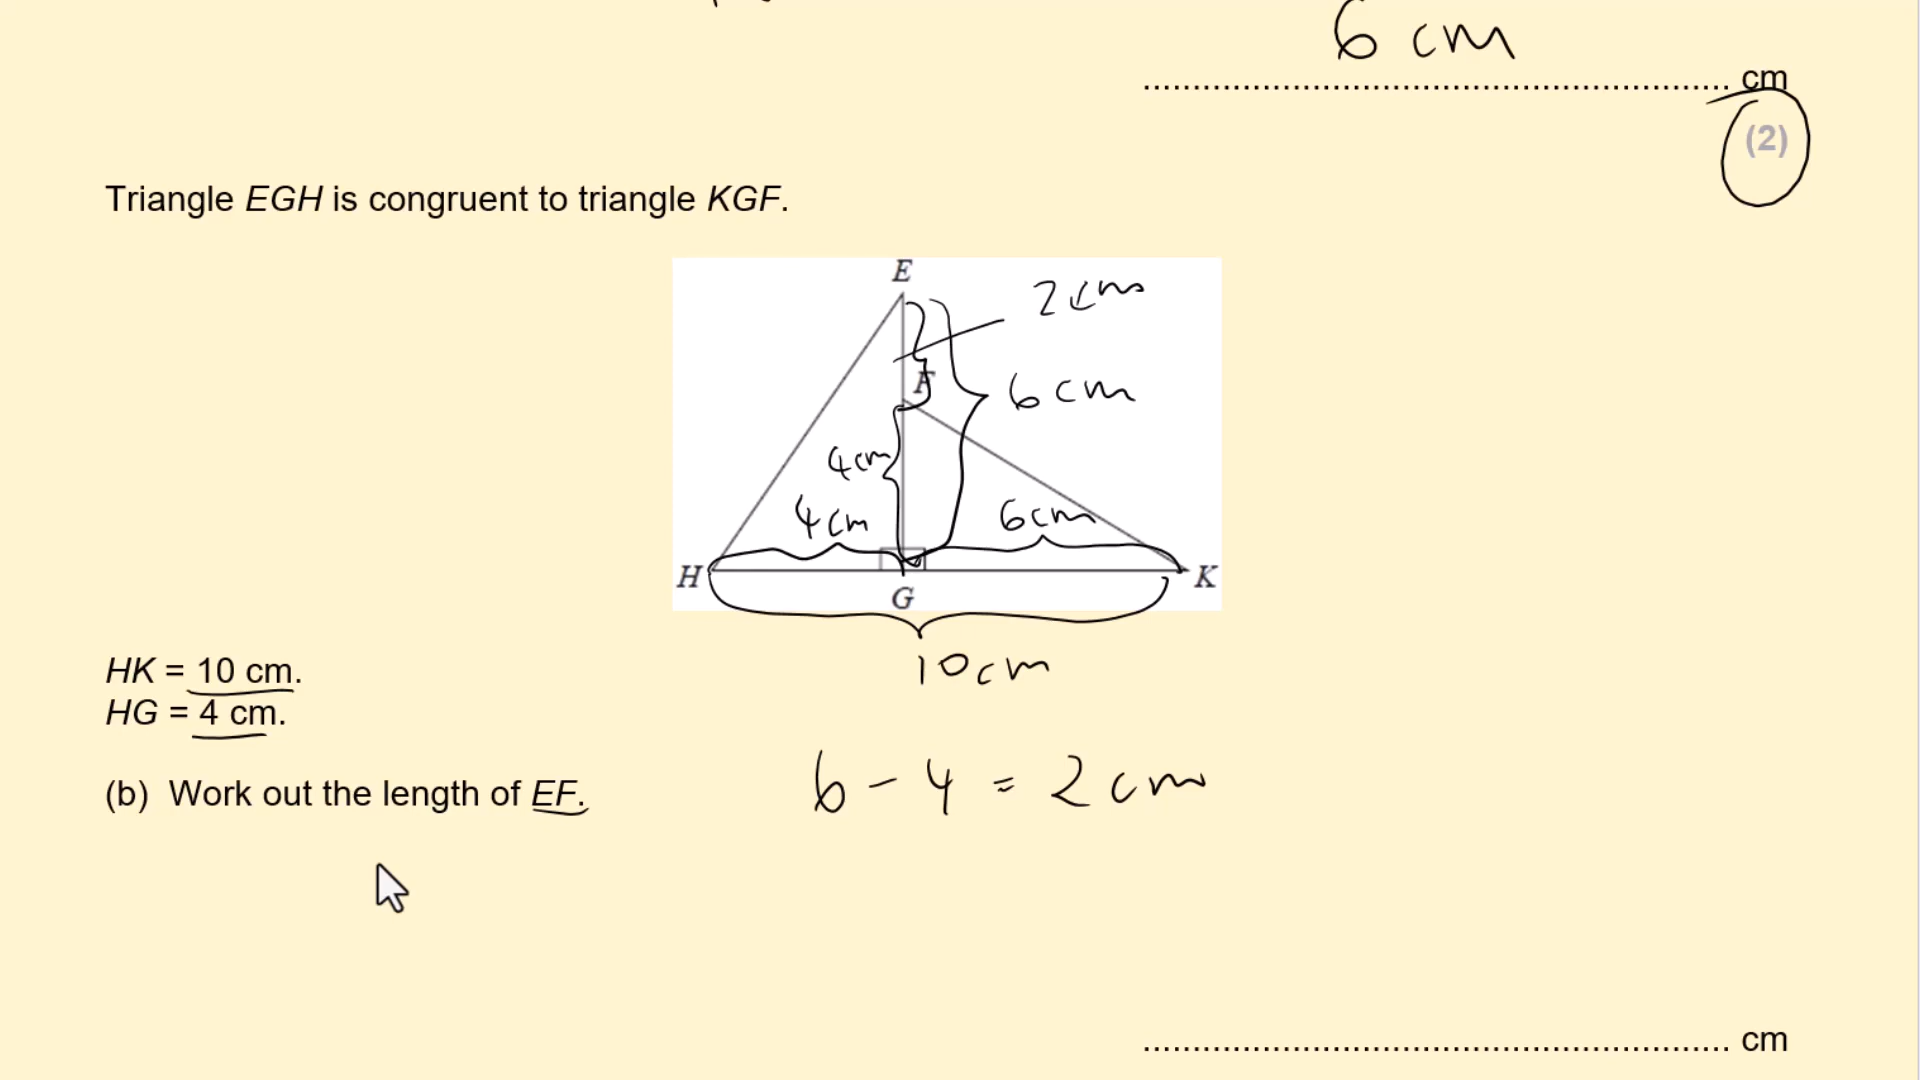 6 cm
........................................................... cm
(2)
Triangle EGH is congruent to triangle KGF.
E
2 cm
F
6 cm
4 cm
4 cm
6 cm
H
K
G
10 cm
HK = 10 cm.
HG = 4 cm.
(b) Work out the length of EF.
6 - 4 = 2 cm
........................................................... cm